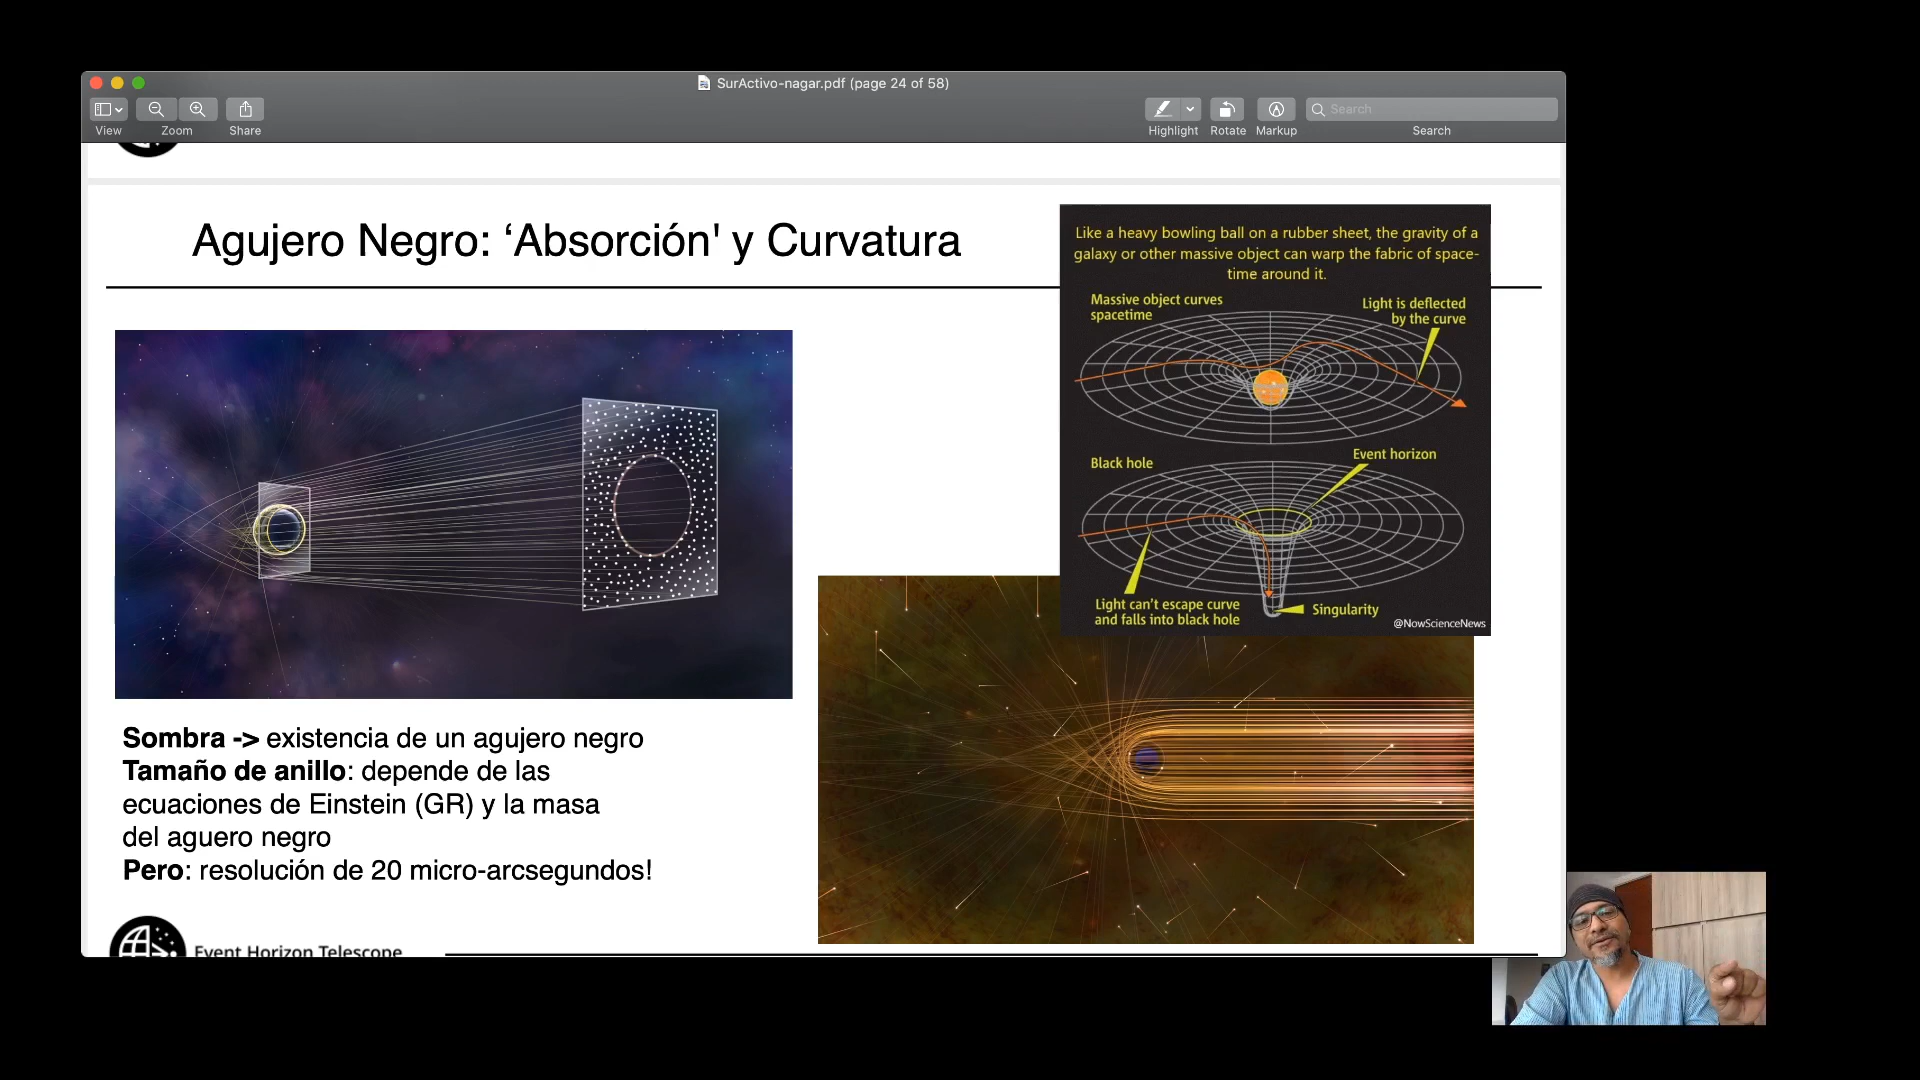 SurActivo-nagar.pdf (page 24 of 58)
View
Zoom
Share
Highlight
Rotate
Markup
Search
Search
Agujero Negro: ‘Absorción' y Curvatura
Like a heavy bowling ball on a rubber sheet, the gravity of a
galaxy or other massive object can warp the fabric of space-
time around it.
Massive object curves
spacetime
Light is deflected
by the curve
Black hole
Event horizon
Light can't escape curve
and falls into black hole
Singularity
@NowScienceNews
Sombra -> existencia de un agujero negro
Tamaño de anillo: depende de las
ecuaciones de Einstein (GR) y la masa
del aguero negro
Pero: resolución de 20 micro-arcsegundos!
Event Horizon Telescope